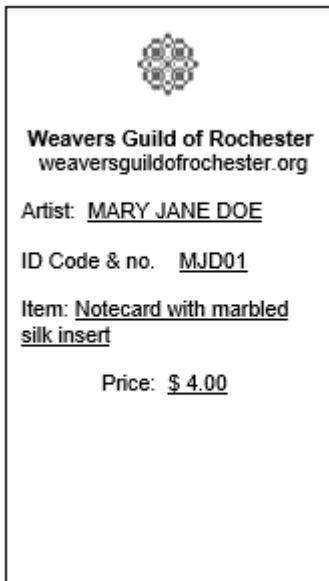 Weavers Guild of Rochester
weaversguildofrochester.org
Artist: MARY JANE DOE
ID Code & no. MJD01
Item: Notecard with marbled
silk insert
Price: $ 4.00